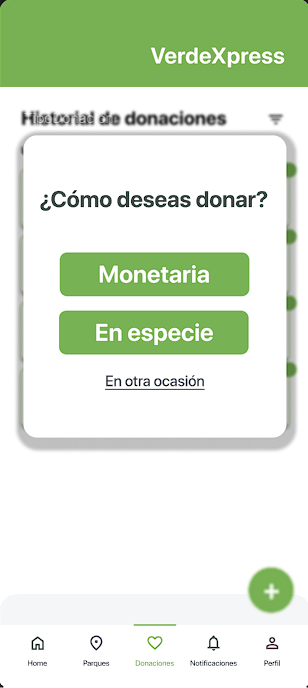 VerdeXpress
Historial de donaciones
¿Cómo deseas donar?
Monetaria
En especie
En otra ocasión
+
Home
Parques
Donaciones
Notificaciones
Perfil